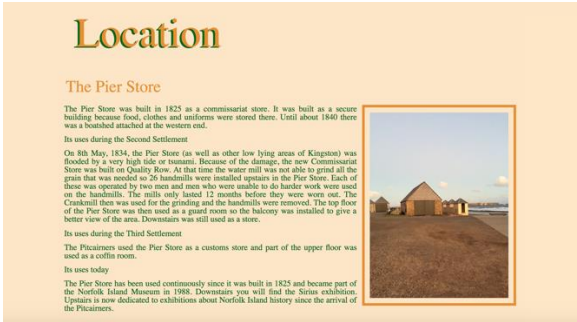 Location
The Pier Store
The Pier Store was built in 1825 as a commissariat store. It was built as a secure
building because food, clothes and uniforms were stored there. Until about 1840 there
was a boatshed attached at the western end.
Its uses during the Second Settlement
On 8th May, 1834, the Pier Store (as well as other low lying areas of Kingston) was
flooded by a very high tide or tsunami. Because of the damage, the new Commissariat
Store was built on Quality Row. At that time the water mill was not able to grind all the
grain that was needed so 26 handmills were installed upstairs in the Pier Store. Each of
these was operated by two men and men who were unable to do harder work were used
on the handmills. The mills only lasted 12 months before they were worn out. The
Crankmill then was used for the grinding and the handmills were removed. The top floor
of the Pier Store was then used as a guard room so the balcony was installed to give a
better view of the area. Downstairs was still used as a store.
Its uses during the Third Settlement
The Pitcairners used the Pier Store as a customs store and part of the upper floor was
used as a coffin room.
Its uses today
The Pier Store has been used continuously since it was built in 1825 and became part of
the Norfolk Island Museum in 1988. Downstairs you will find the Sirius exhibition.
Upstairs is now dedicated to exhibitions about Norfolk Island history since the arrival of
the Pitcairners.